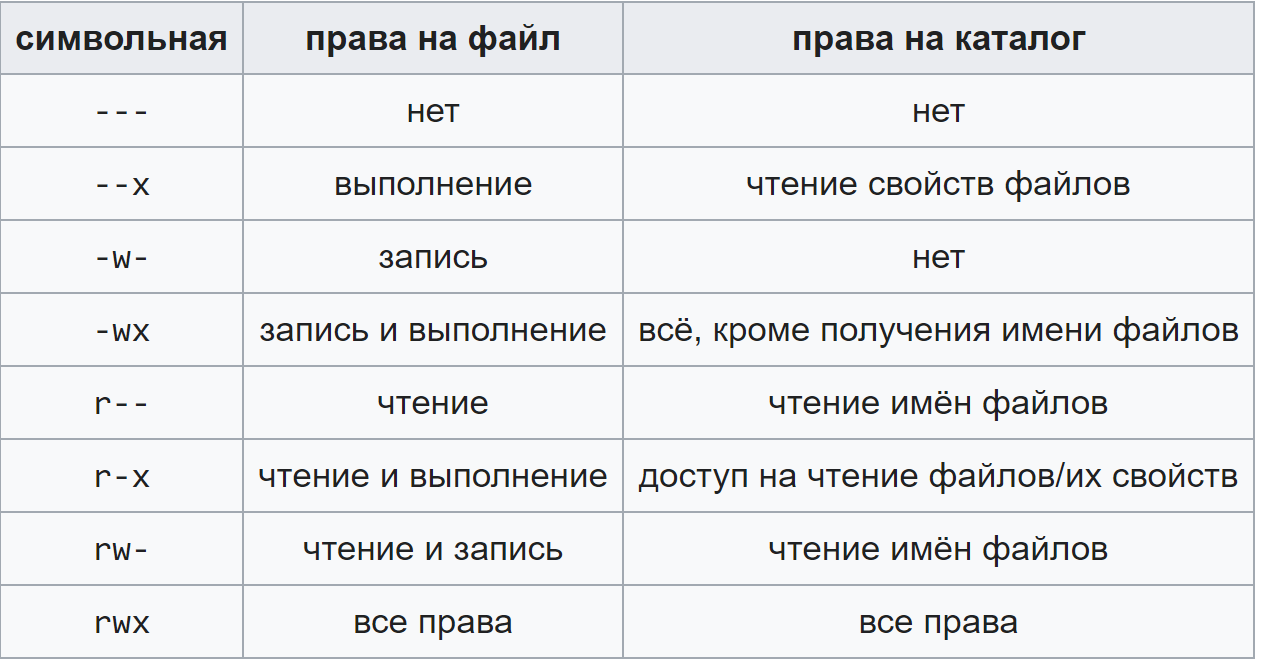 символьная права на файл права на каталог
--- нет нет
--x выполнение чтение свойств файлов
-w- запись нет
-wx запись и выполнение всё, кроме получения имени файлов
r-- чтение чтение имён файлов
r-x чтение и выполнение доступ на чтение файлов/их свойств
rw- чтение и запись чтение имён файлов
rwx все права все права